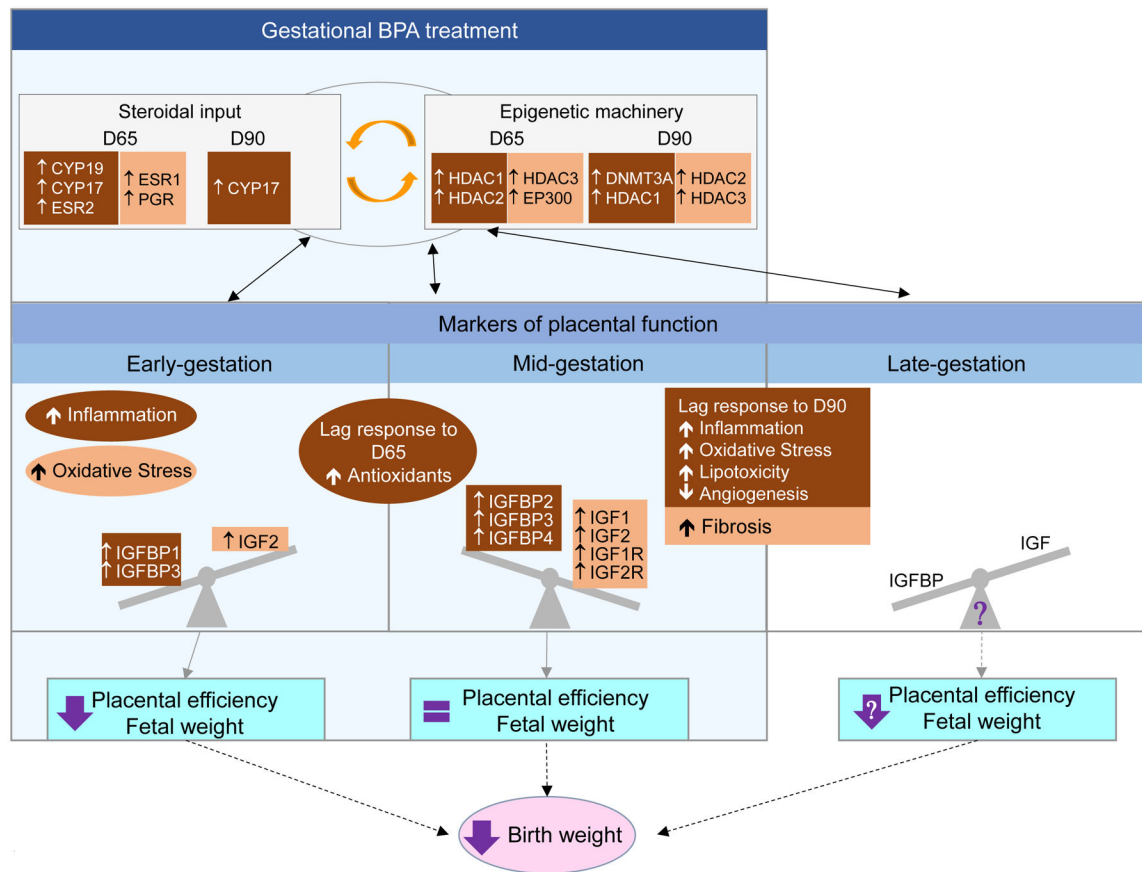 Gestational BPA treatment
Steroidal input
D65
D90
↑ CYP19
↑ CYP17
↑ ESR2
↑ ESR1
↑ PGR
↑ CYP17
Epigenetic machinery
D65
D90
↑ HDAC1
↑ HDAC2
↑ HDAC3
↑ EP300
↑ DNMT3A
↑ HDAC1
↑ HDAC2
↑ HDAC3
Markers of placental function
Early-gestation
Mid-gestation
Late-gestation
↑ Inflammation
↑ Oxidative Stress
↑ IGFBP1
↑ IGFBP3
↑ IGF2
Lag response to
D65
↑ Antioxidants
↑ IGFBP2
↑ IGFBP3
↑ IGFBP4
↑ IGF1
↑ IGF2
↑ IGF1R
↑ IGF2R
Lag response to D90
↑ Inflammation
↑ Oxidative Stress
↑ Lipotoxicity
↓ Angiogenesis
↑ Fibrosis
IGF
IGFBP
?
Placental efficiency
Fetal weight
=
Placental efficiency
Fetal weight
?
Placental efficiency
Fetal weight
Birth weight